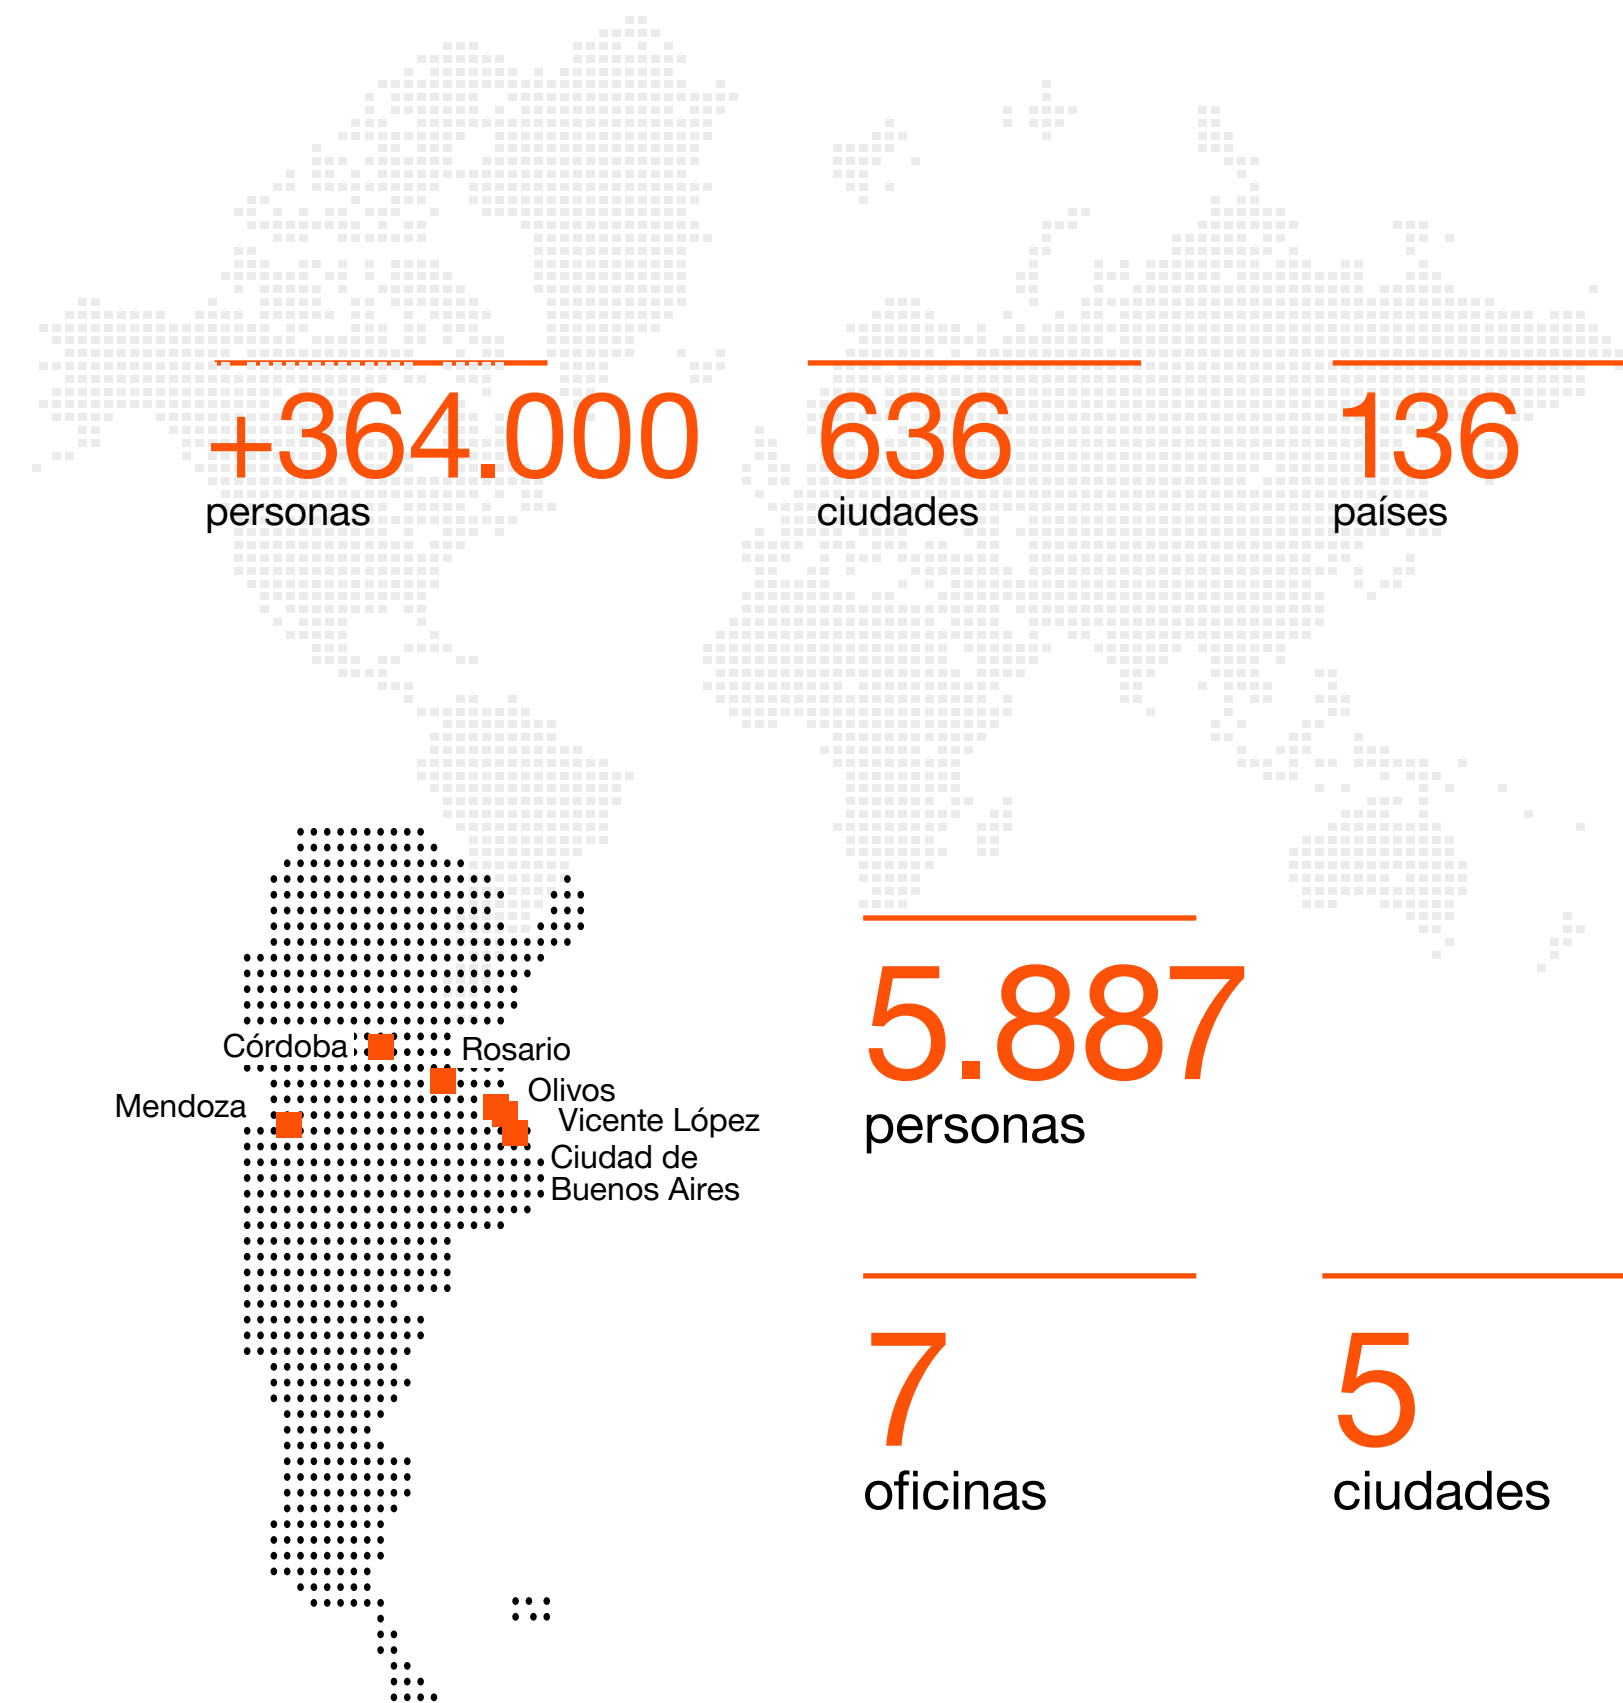 +364.000
personas
636
ciudades
136
países
Córdoba
Rosario
Mendoza
Olivos
Vicente López
Ciudad de
Buenos Aires
5.887
personas
7
oficinas
5
ciudades